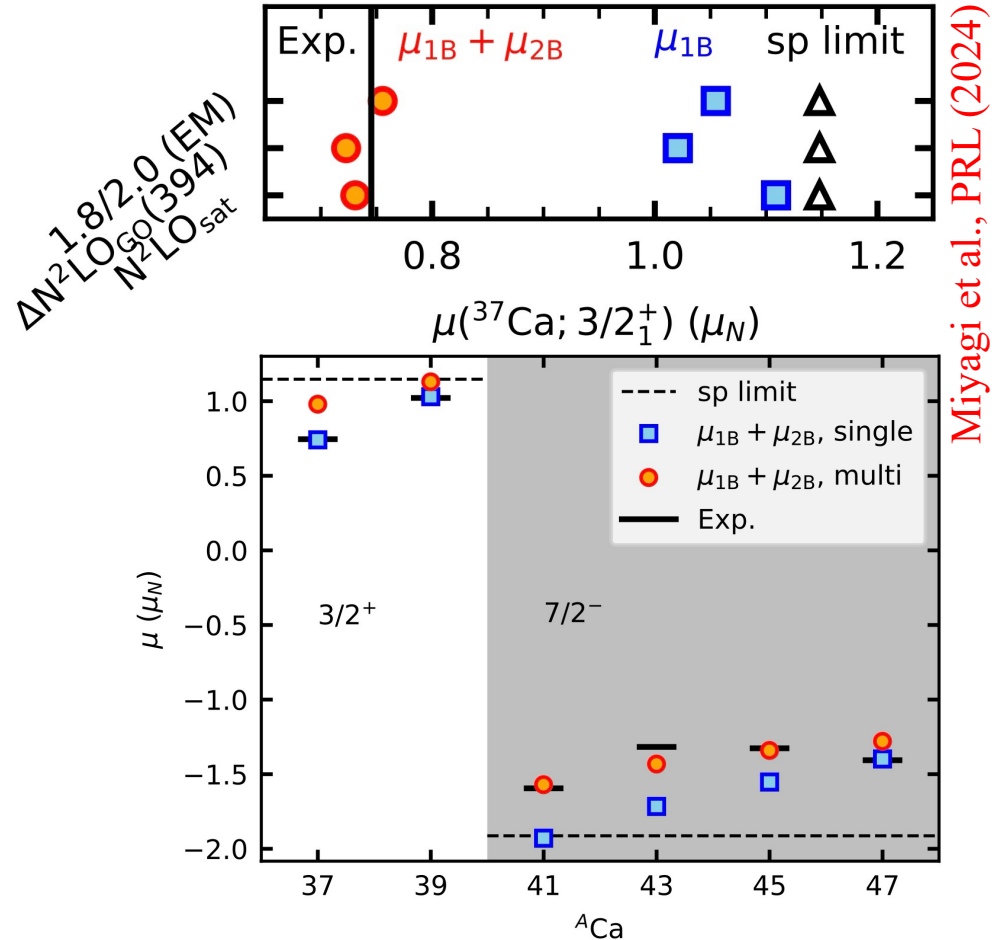 Exp. μ1B + μ2B μ1B sp limit
1.8/2.0 (EM)
ΔN²LOGO(394)
N²LOsat
0.8 1.0 1.2
μ(³⁷Ca; 3/2₁⁺) (μN)
Miyagi et al., PRL (2024)
sp limit
μ1B + μ2B, single
μ1B + μ2B, multi
Exp.
1.0
0.5
0.0
−0.5
−1.0
−1.5
−2.0
μ (μN)
3/2⁺
7/2⁻
37 39 41 43 45 47
ᴬCa